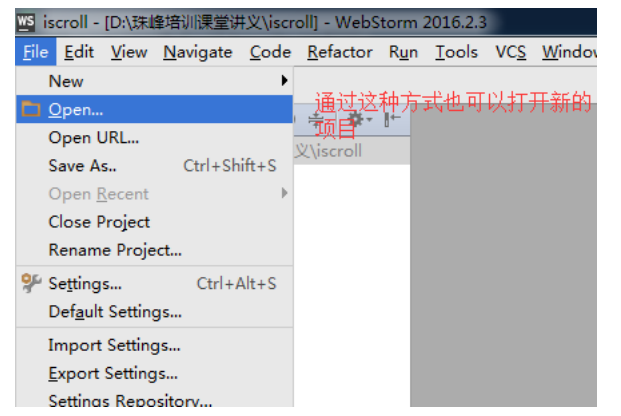 WS iscroll - [D:\珠峰培训课堂讲义\iscroll] - WebStorm 2016.2.3
File Edit View Navigate Code Refactor Run Tools VCS Window
New
Open...
通过这种方式也可以打开新的
项目
Open URL...
义\iscroll
Save As.. Ctrl+Shift+S
Open Recent
Close Project
Rename Project...
Settings... Ctrl+Alt+S
Default Settings...
Import Settings...
Export Settings...
Settings Repository...